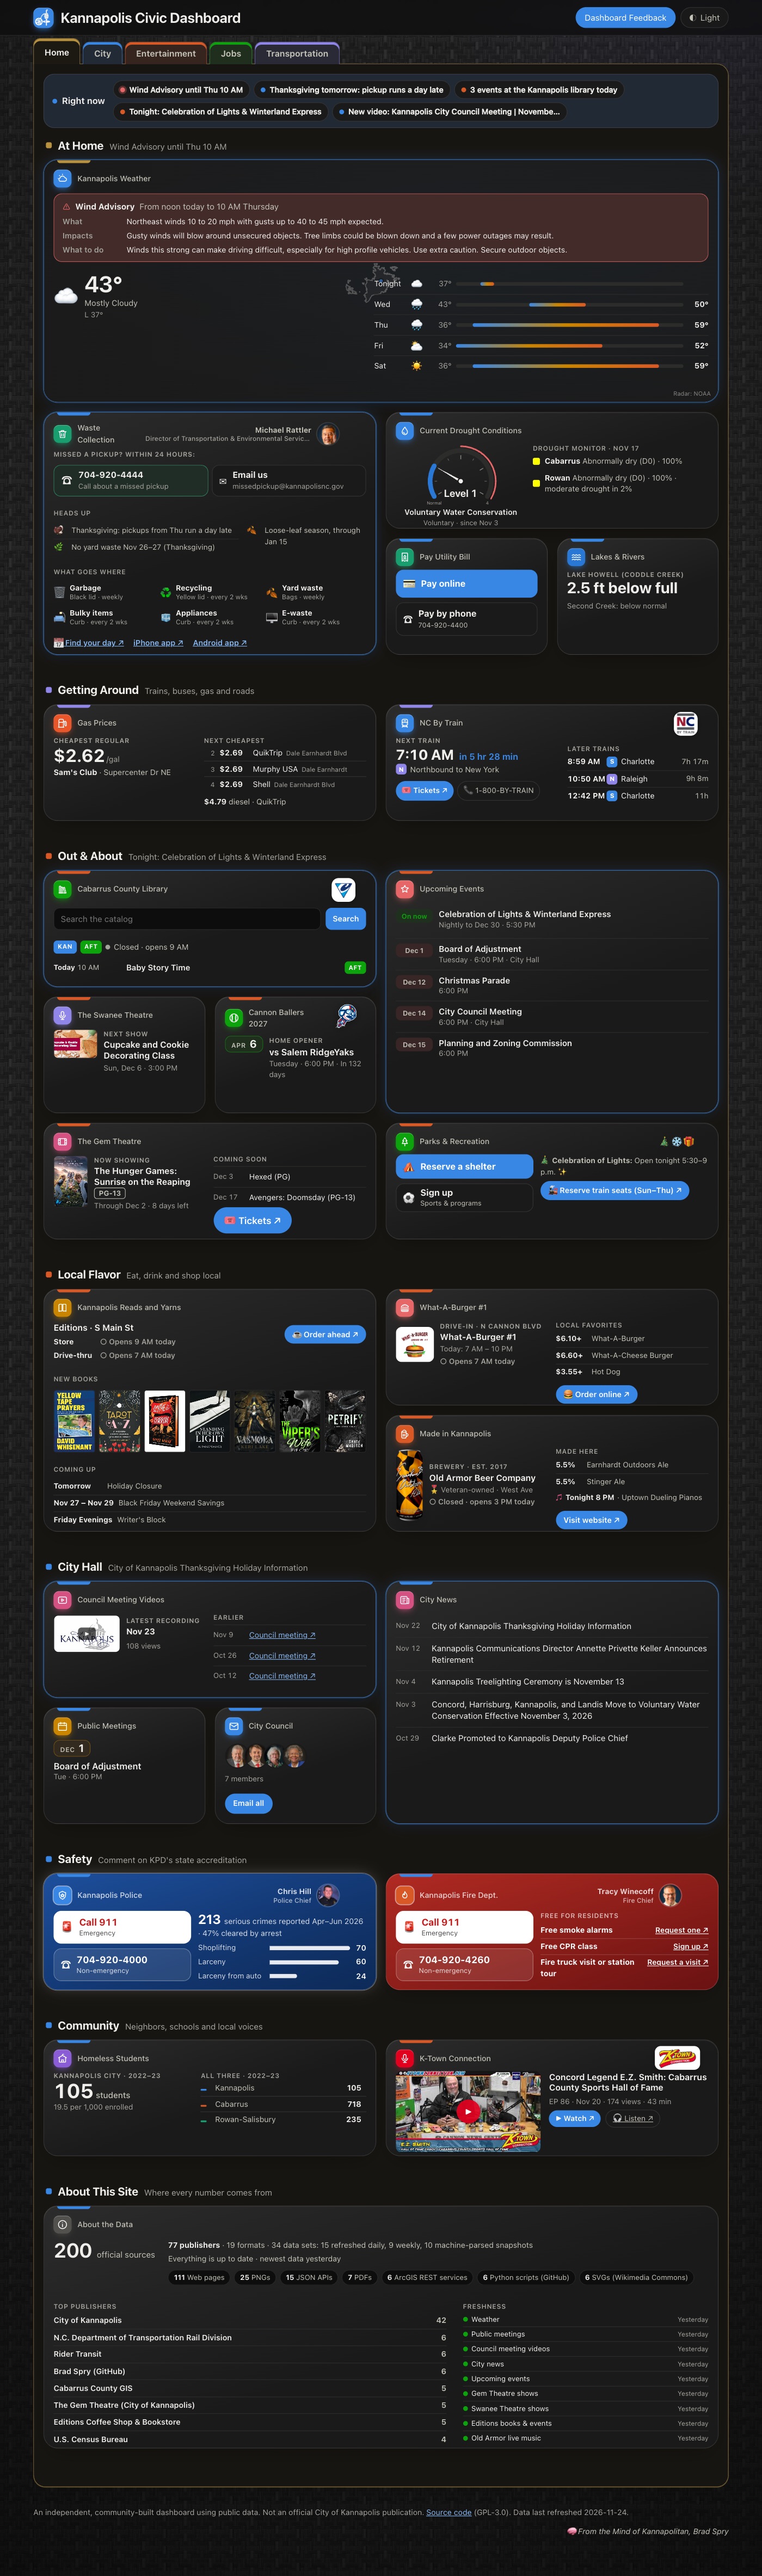 Kannapolis Civic Dashboard
Dashboard Feedback
Light
Home
City
Entertainment
Jobs
Transportation
Right now
Wind Advisory until Thu 10 AM
Thanksgiving tomorrow: pickup runs a day late
3 events at the Kannapolis library today
Tonight: Celebration of Lights & Winterland Express
New video: Kannapolis City Council Meeting | Novembe...
At Home Wind Advisory until Thu 10 AM
Kannapolis Weather
Wind Advisory From noon today to 10 AM Thursday
What Northeast winds 10 to 20 mph with gusts up to 40 to 45 mph expected.
Impacts Gusty winds will blow around unsecured objects. Tree limbs could be blown down and a few power outages may result.
What to do Winds this strong can make driving difficult, especially for high profile vehicles. Use extra caution. Secure outdoor objects.
43°
Mostly Cloudy
L 37°
Tonight 37°
Wed 43° 50°
Thu 36° 59°
Fri 34° 52°
Sat 36° 59°
Radar: NOAA
Waste Collection
Michael Rattler
Director of Transportation & Environmental Servic...
MISSED A PICKUP? WITHIN 24 HOURS:
704-920-4444
Call about a missed pickup
Email us
missedpickup@kannapolisnc.gov
HEADS UP
Thanksgiving: pickups from Thu run a day late
Loose-leaf season, through Jan 15
No yard waste Nov 26–27 (Thanksgiving)
WHAT GOES WHERE
Garbage
Black lid · weekly
Recycling
Yellow lid · every 2 wks
Yard waste
Bags · weekly
Bulky items
Curb · every 2 wks
Appliances
Curb · every 2 wks
E-waste
Curb · every 2 wks
Find your day ↗
iPhone app ↗
Android app ↗
Current Drought Conditions
Normal
Level 1
Voluntary Water Conservation
Voluntary · since Nov 3
DROUGHT MONITOR · NOV 17
Cabarrus Abnormally dry (D0) · 100%
Rowan Abnormally dry (D0) · 100% ·
moderate drought in 2%
Pay Utility Bill
Pay online
Pay by phone
704-920-4400
Lakes & Rivers
LAKE HOWELL (CODDLE CREEK)
2.5 ft below full
Second Creek: below normal
Getting Around Trains, buses, gas and roads
Gas Prices
CHEAPEST REGULAR
$2.62 /gal
Sam's Club · Supercenter Dr NE
NEXT CHEAPEST
2 $2.69 QuikTrip Dale Earnhardt Blvd
3 $2.69 Murphy USA Dale Earnhardt
4 $2.69 Shell Dale Earnhardt Blvd
$4.79 diesel · QuikTrip
NC By Train
NC
BY TRAIN
NEXT TRAIN
7:10 AM in 5 hr 28 min
N Northbound to New York
Tickets ↗
1-800-BY-TRAIN
LATER TRAINS
8:59 AM S Charlotte 7h 17m
10:50 AM N Raleigh 9h 8m
12:42 PM S Charlotte 11h
Out & About Tonight: Celebration of Lights & Winterland Express
Cabarrus County Library
Search the catalog
Search
KAN AFT Closed · opens 9 AM
Today 10 AM Baby Story Time AFT
Upcoming Events
On now Celebration of Lights & Winterland Express
Nightly to Dec 30 · 5:30 PM
Dec 1 Board of Adjustment
Tuesday · 6:00 PM · City Hall
Dec 12 Christmas Parade
6:00 PM
Dec 14 City Council Meeting
6:00 PM · City Hall
Dec 15 Planning and Zoning Commission
6:00 PM
The Swanee Theatre
NEXT SHOW
Cupcake and Cookie Decorating Class
Sun, Dec 6 · 3:00 PM
Cannon Ballers 2027
APR 6
HOME OPENER
vs Salem RidgeYaks
Tuesday · 6:00 PM · In 132 days
The Gem Theatre
NOW SHOWING
The Hunger Games: Sunrise on the Reaping
PG-13
Through Dec 2 · 8 days left
COMING SOON
Dec 3 Hexed (PG)
Dec 17 Avengers: Doomsday (PG-13)
Tickets ↗
Parks & Recreation
Reserve a shelter
Sign up
Sports & programs
Celebration of Lights: Open tonight 5:30–9 p.m.
Reserve train seats (Sun–Thu) ↗
Local Flavor Eat, drink and shop local
Kannapolis Reads and Yarns
Editions · S Main St
Store Opens 9 AM today
Drive-thru Opens 7 AM today
Order ahead ↗
NEW BOOKS
YELLOW TAPE PRAYERS DAVID WHISENANT
TAROT A-Z
THE VIPER'S Wife
PETRIFY
COMING UP
Tomorrow Holiday Closure
Nov 27 – Nov 29 Black Friday Weekend Savings
Friday Evenings Writer's Block
What-A-Burger #1
DRIVE-IN · N CANNON BLVD
What-A-Burger #1
Today: 7 AM – 10 PM
Opens 7 AM today
LOCAL FAVORITES
$6.10+ What-A-Burger
$6.60+ What-A-Cheese Burger
$3.55+ Hot Dog
Order online ↗
Made in Kannapolis
BREWERY · EST. 2017
Old Armor Beer Company
Veteran-owned · West Ave
Closed · opens 3 PM today
MADE HERE
5.5% Earnhardt Outdoors Ale
5.5% Stinger Ale
Tonight 8 PM · Uptown Dueling Pianos
Visit website ↗
City Hall City of Kannapolis Thanksgiving Holiday Information
Council Meeting Videos
KANNAPOLIS
LATEST RECORDING
Nov 23
108 views
EARLIER
Nov 9 Council meeting ↗
Oct 26 Council meeting ↗
Oct 12 Council meeting ↗
City News
Nov 22 City of Kannapolis Thanksgiving Holiday Information
Nov 12 Kannapolis Communications Director Annette Privette Keller Announces
Retirement
Nov 4 Kannapolis Treelighting Ceremony is November 13
Nov 3 Concord, Harrisburg, Kannapolis, and Landis Move to Voluntary Water
Conservation Effective November 3, 2026
Oct 29 Clarke Promoted to Kannapolis Deputy Police Chief
Public Meetings
DEC 1
Board of Adjustment
Tue · 6:00 PM
City Council
7 members
Email all
Safety Comment on KPD's state accreditation
Kannapolis Police
Chris Hill
Police Chief
Call 911
Emergency
704-920-4000
Non-emergency
213 serious crimes reported Apr–Jun 2026
· 47% cleared by arrest
Shoplifting 70
Larceny 60
Larceny from auto 24
Kannapolis Fire Dept.
Tracy Winecoff
Fire Chief
Call 911
Emergency
704-920-4260
Non-emergency
FREE FOR RESIDENTS
Free smoke alarms Request one ↗
Free CPR class Sign up ↗
Fire truck visit or station tour Request a visit ↗
Community Neighbors, schools and local voices
Homeless Students
KANNAPOLIS CITY · 2022–23
105 students
19.5 per 1,000 enrolled
ALL THREE · 2022–23
Kannapolis 105
Cabarrus 718
Rowan-Salisbury 235
K-Town Connection
E.Z. SMITH
Concord Legend E.Z. Smith: Cabarrus County Sports Hall of Fame
EP 86 · Nov 20 · 174 views · 43 min
Watch ↗
Listen ↗
About This Site Where every number comes from
About the Data
200 official sources
77 publishers · 19 formats · 34 data sets: 15 refreshed daily, 9 weekly, 10 machine-parsed snapshots
Everything is up to date · newest data yesterday
111 Web pages
25 PNGs
15 JSON APIs
7 PDFs
6 ArcGIS REST services
6 Python scripts (GitHub)
6 SVGs (Wikimedia Commons)
TOP PUBLISHERS
City of Kannapolis 42
N.C. Department of Transportation Rail Division 6
Rider Transit 6
Brad Spry (GitHub) 6
Cabarrus County GIS 5
The Gem Theatre (City of Kannapolis) 5
Editions Coffee Shop & Bookstore 5
U.S. Census Bureau 4
FRESHNESS
Weather Yesterday
Public meetings Yesterday
Council meeting videos Yesterday
City news Yesterday
Upcoming events Yesterday
Gem Theatre shows Yesterday
Swanee Theatre shows Yesterday
Editions books & events Yesterday
Old Armor live music Yesterday
An independent, community-built dashboard using public data. Not an official City of Kannapolis publication. Source code (GPL-3.0). Data last refreshed 2026-11-24.
From the Mind of Kannapolitan, Brad Spry